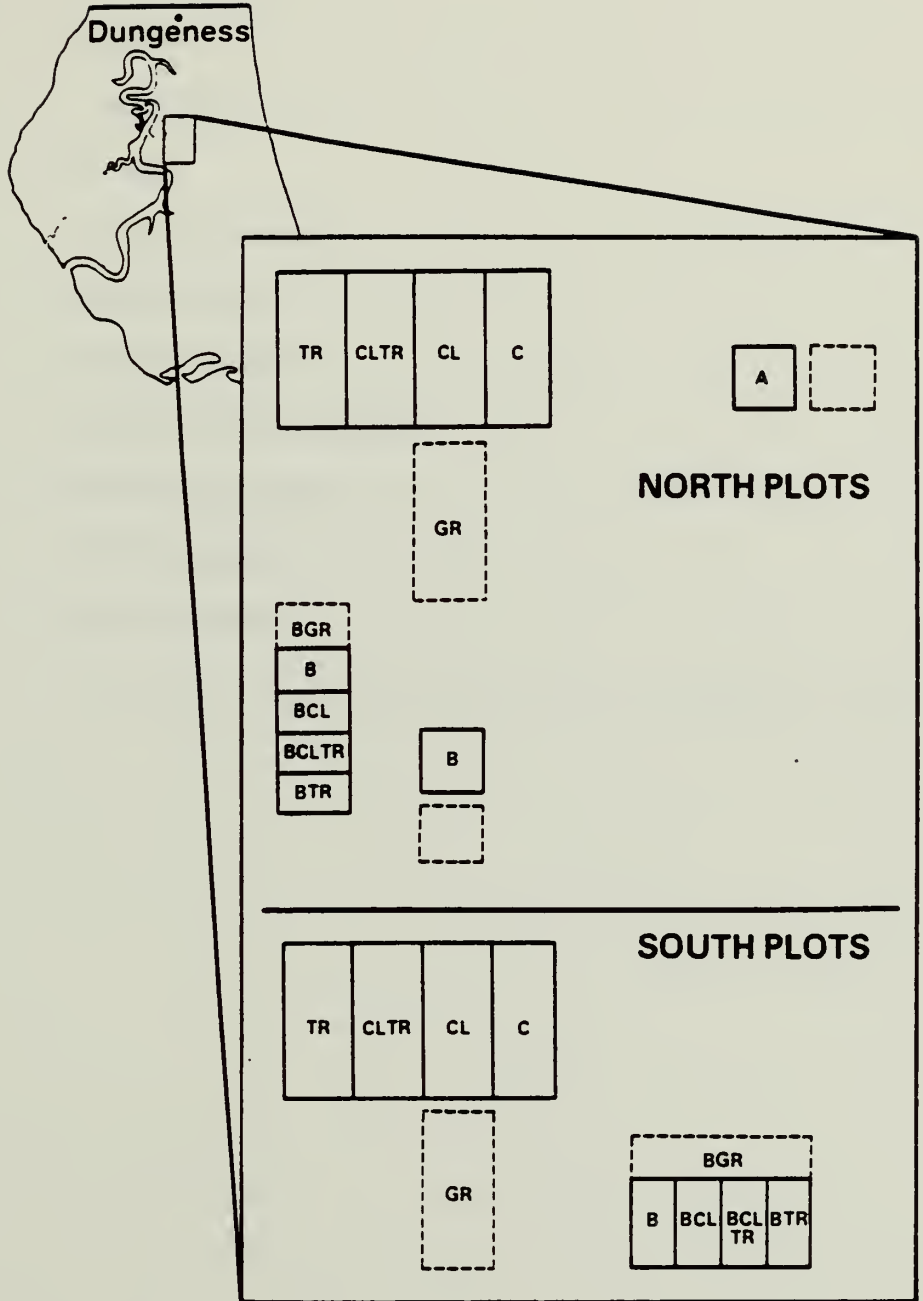 Dungeness
TR CLTR CL C
A
NORTH PLOTS
GR
BGR
B
BCL
BCLTR
BTR
B
SOUTH PLOTS
TR CLTR CL C
GR
BGR
B BCL BCL TR BTR